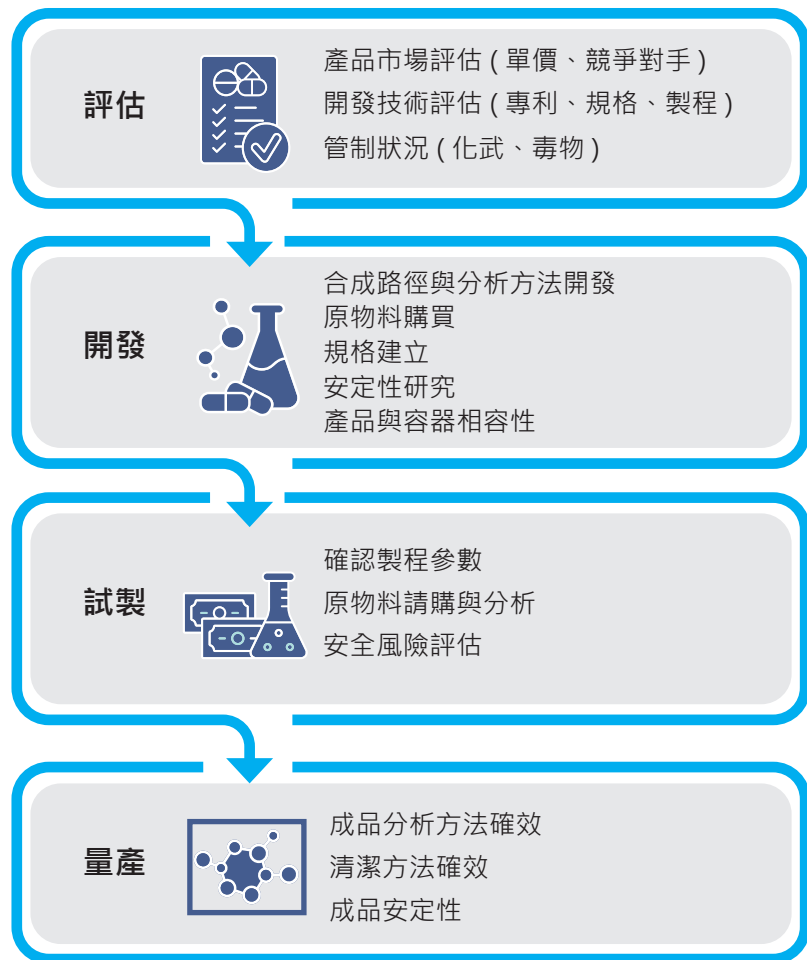 評估
產品市場評估 ( 單價、競爭對手 )
開發技術評估 ( 專利、規格、製程 )
管制狀況 ( 化武、毒物 )
開發
合成路徑與分析方法開發
原物料購買
規格建立
安定性研究
產品與容器相容性
試製
確認製程參數
原物料請購與分析
安全風險評估
量產
成品分析方法確效
清潔方法確效
成品安定性